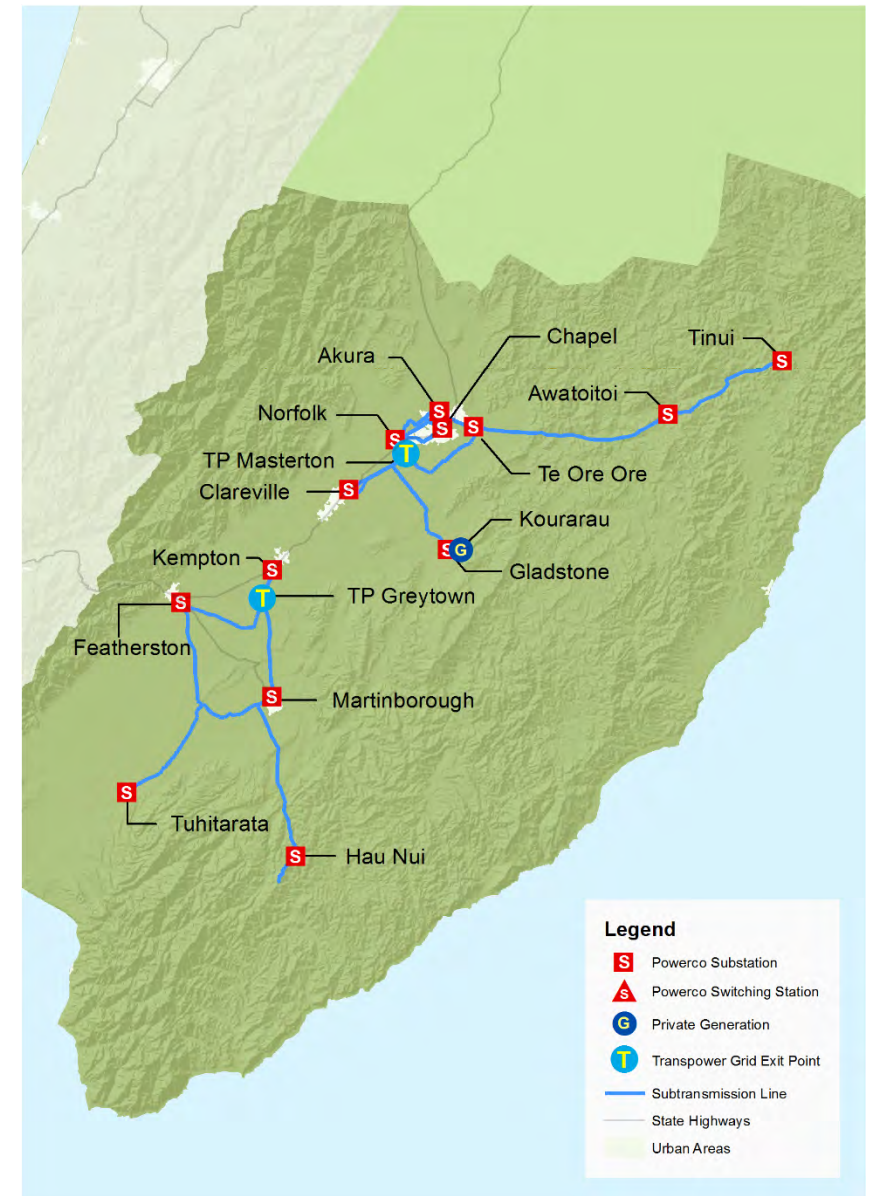 Chapel
Tinui
S
Akura
Awatoitoi
S
S
Norfolk
S
S
S
T
TP Masterton
Te Ore Ore
Clareville
S
Kourarau
S
G
Kempton
Gladstone
S
TP Greytown
T
S
Featherston
S
Martinborough
S
Tuhitarata
S
Hau Nui
Legend
S Powerco Substation
S Powerco Switching Station
G Private Generation
T Transpower Grid Exit Point
Subtransmission Line
State Highways
Urban Areas